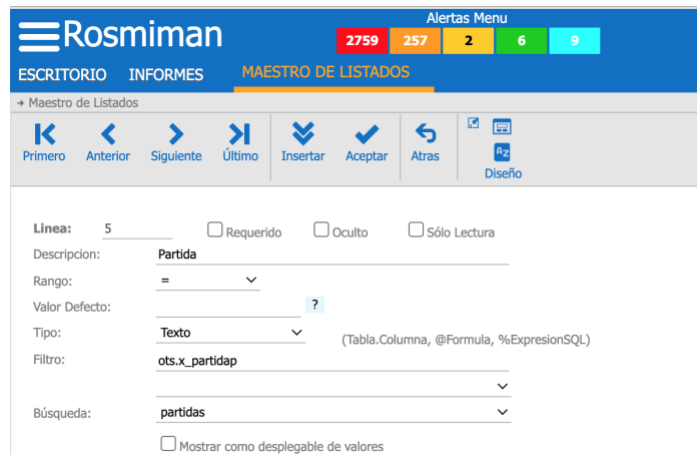 Alertas Menu
Rosmiman
2759 257 2 6 9
ESCRITORIO INFORMES MAESTRO DE LISTADOS
→ Maestro de Listados
Primero Anterior Siguiente Último Insertar Aceptar Atras
AZ
Diseño
Linea: 5 Requerido Oculto Sólo Lectura
Descripcion: Partida
Rango: =
Valor Defecto: ?
Tipo: Texto (Tabla.Columna, @Formula, %ExpresionSQL)
Filtro: ots.x_partidap
Búsqueda: partidas
Mostrar como desplegable de valores